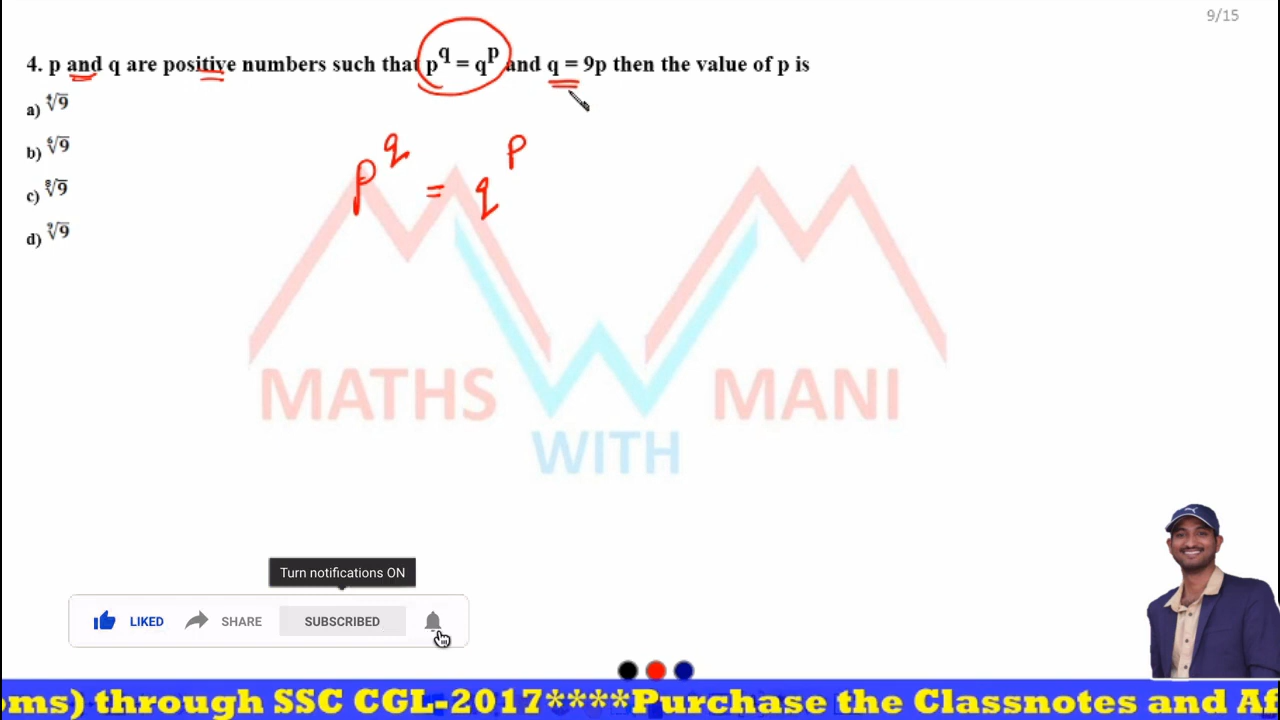 9/15
4. p and q are positive numbers such that p^q = q^p and q = 9p then the value of p is
a) ∜9
b) ⁶√9
c) ⁸√9
d) ⁹√9
p^q = q^p
MATHS
WITH
MANI
Turn notifications ON
LIKED SHARE SUBSCRIBED
oms) through SSC CGL-2017****Purchase the Classnotes and Af